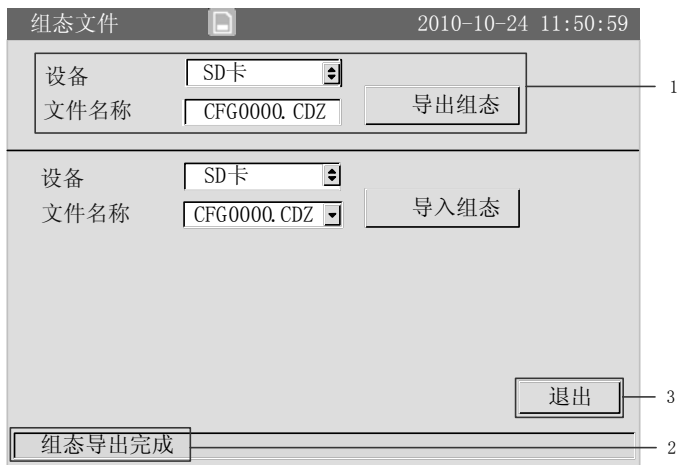 组态文件 2010-10-24 11:50:59
设备 SD卡
文件名称 CFG0000.CDZ 导出组态
1
设备 SD卡
文件名称 CFG0000.CDZ 导入组态
退出 3
组态导出完成 2